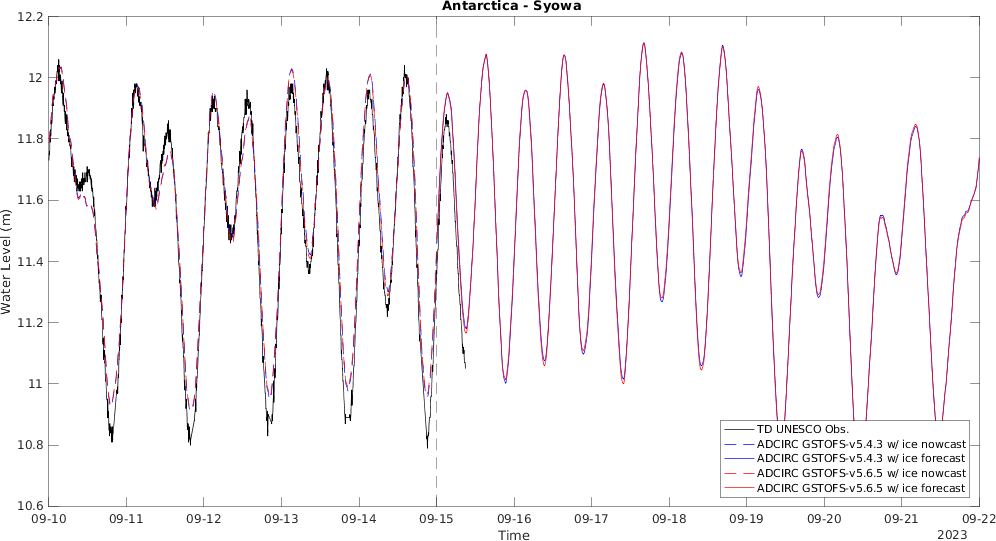 Antarctica - Syowa
12.2
12
11.8
11.6
11.4
11.2
11
10.8
10.6
Water Level (m)
TD UNESCO Obs.
ADCIRC GSTOFS-v5.4.3 w/ ice nowcast
ADCIRC GSTOFS-v5.4.3 w/ ice forecast
ADCIRC GSTOFS-v5.6.5 w/ ice nowcast
ADCIRC GSTOFS-v5.6.5 w/ ice forecast
09-10 09-11 09-12 09-13 09-14 09-15 09-16 09-17 09-18 09-19 09-20 09-21 09-22
Time
2023